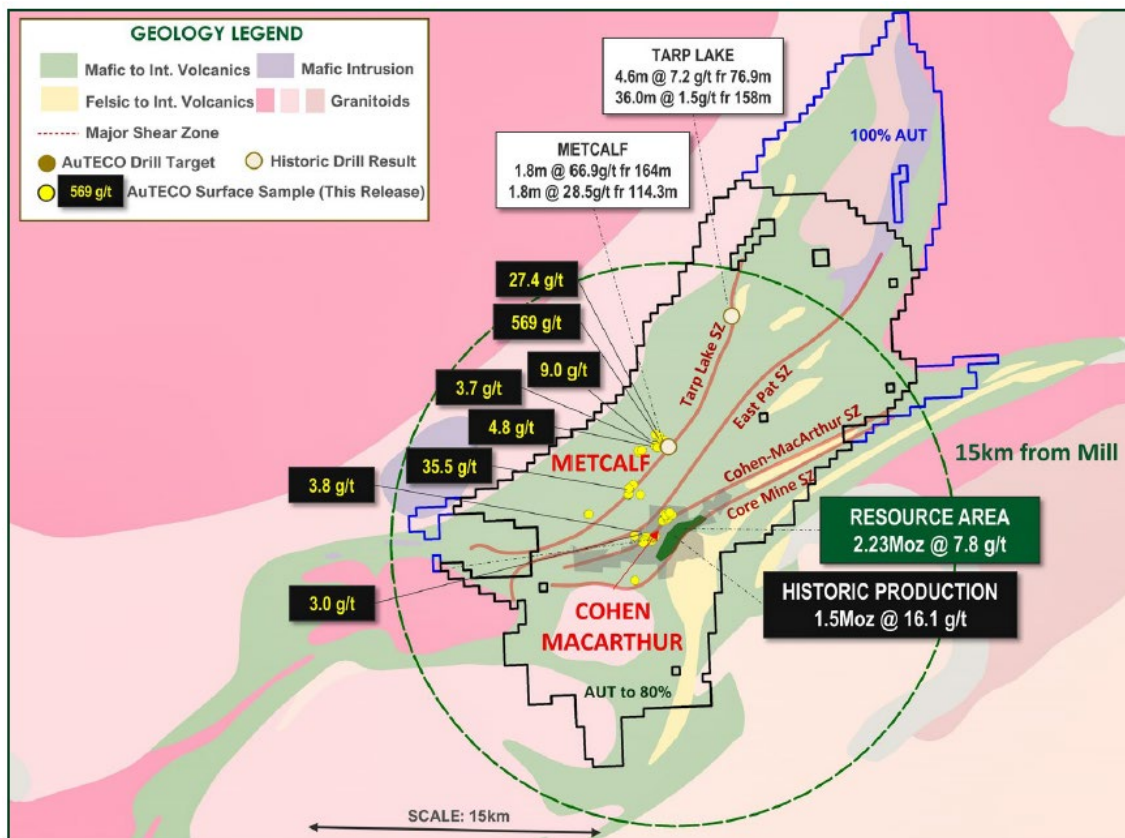 GEOLOGY LEGEND
Mafic to Int. Volcanics
Mafic Intrusion
Felsic to Int. Volcanics
Granitoids
Major Shear Zone
AuTECO Drill Target
Historic Drill Result
569 g/t
AuTECO Surface Sample (This Release)
TARP LAKE
4.6m @ 7.2 g/t fr 76.9m
36.0m @ 1.5g/t fr 158m
METCALF
1.8m @ 66.9g/t fr 164m
1.8m @ 28.5g/t fr 114.3m
100% AUT
27.4 g/t
569 g/t
9.0 g/t
3.7 g/t
4.8 g/t
35.5 g/t
3.8 g/t
3.0 g/t
Tarp Lake SZ
East Pat SZ
Cohen-MacArthur SZ
Core Mine SZ
METCALF
15km from Mill
RESOURCE AREA
2.23Moz @ 7.8 g/t
HISTORIC PRODUCTION
1.5Moz @ 16.1 g/t
COHEN
MACARTHUR
AUT to 80%
SCALE: 15km